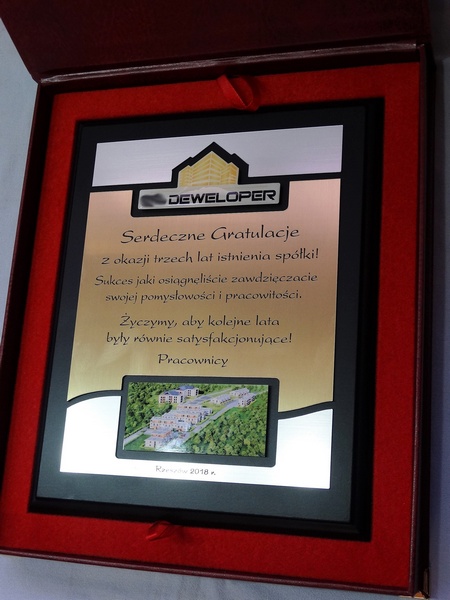 DEWELOPER
Serdeczne Gratulacje
z okazji trzech lat istnienia spółki!
Sukces jaki osiągnęliście zawdzięczacie
swojej pomysłowości i pracowitości.
Życzymy, aby kolejne lata
były równie satysfakcjonujące!
Pracownicy
2018 r.